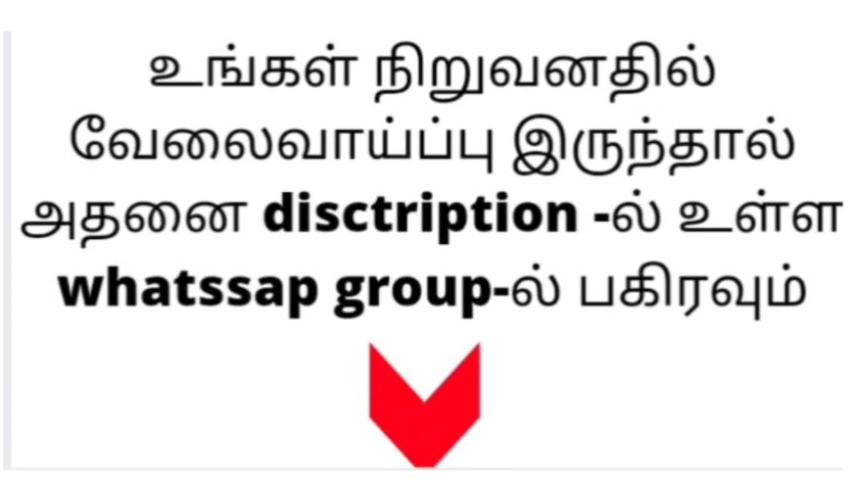 உங்கள் நிறுவனதில்
வேலைவாய்ப்பு இருந்தால்
அதனை disctription -ல் உள்ள
whatssap group-ல் பகிரவும்